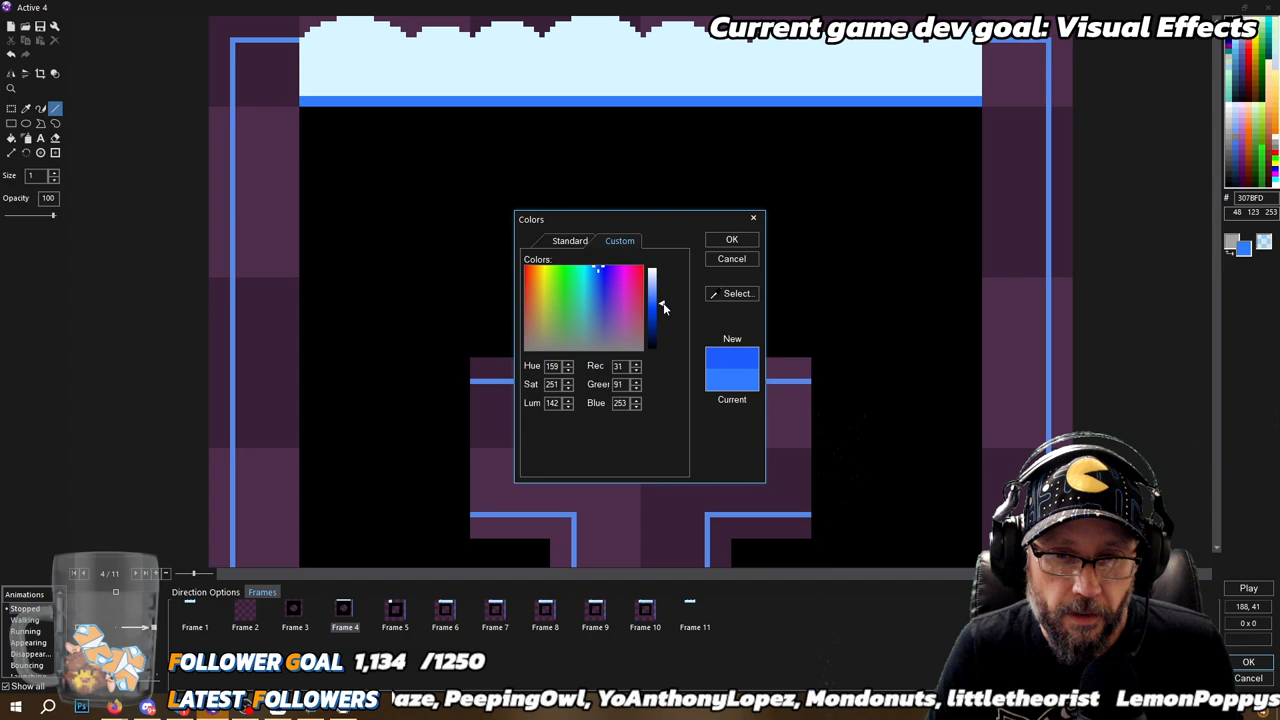 Active 4
Current game dev goal: Visual Effects
Size 1
Opacity 100
# 307BFD
48 123 253
Colors
Standard Custom
OK
Colors:
Cancel
Select...
New
Hue 159 Rec 31
Sat 251 Greei 91
Lum 142 Blue 253
Current
4 / 11
Animations
Direction Options Frames
Play
Stopped
Walking
Running
Appearing
Disappear...
Bouncing
Show all
Frame 1 Frame 2 Frame 3 Frame 4 Frame 5 Frame 6 Frame 7 Frame 8 Frame 9 Frame 10 Frame 11
188, 41
0 x 0
OK
Cancel
FOLLOWER GOAL 1,134 /1250
LATEST FOLLOWERS aze, PeepingOwl, YoAnthonyLopez, Mondonuts, littletheorist LemonPoppys
Ps